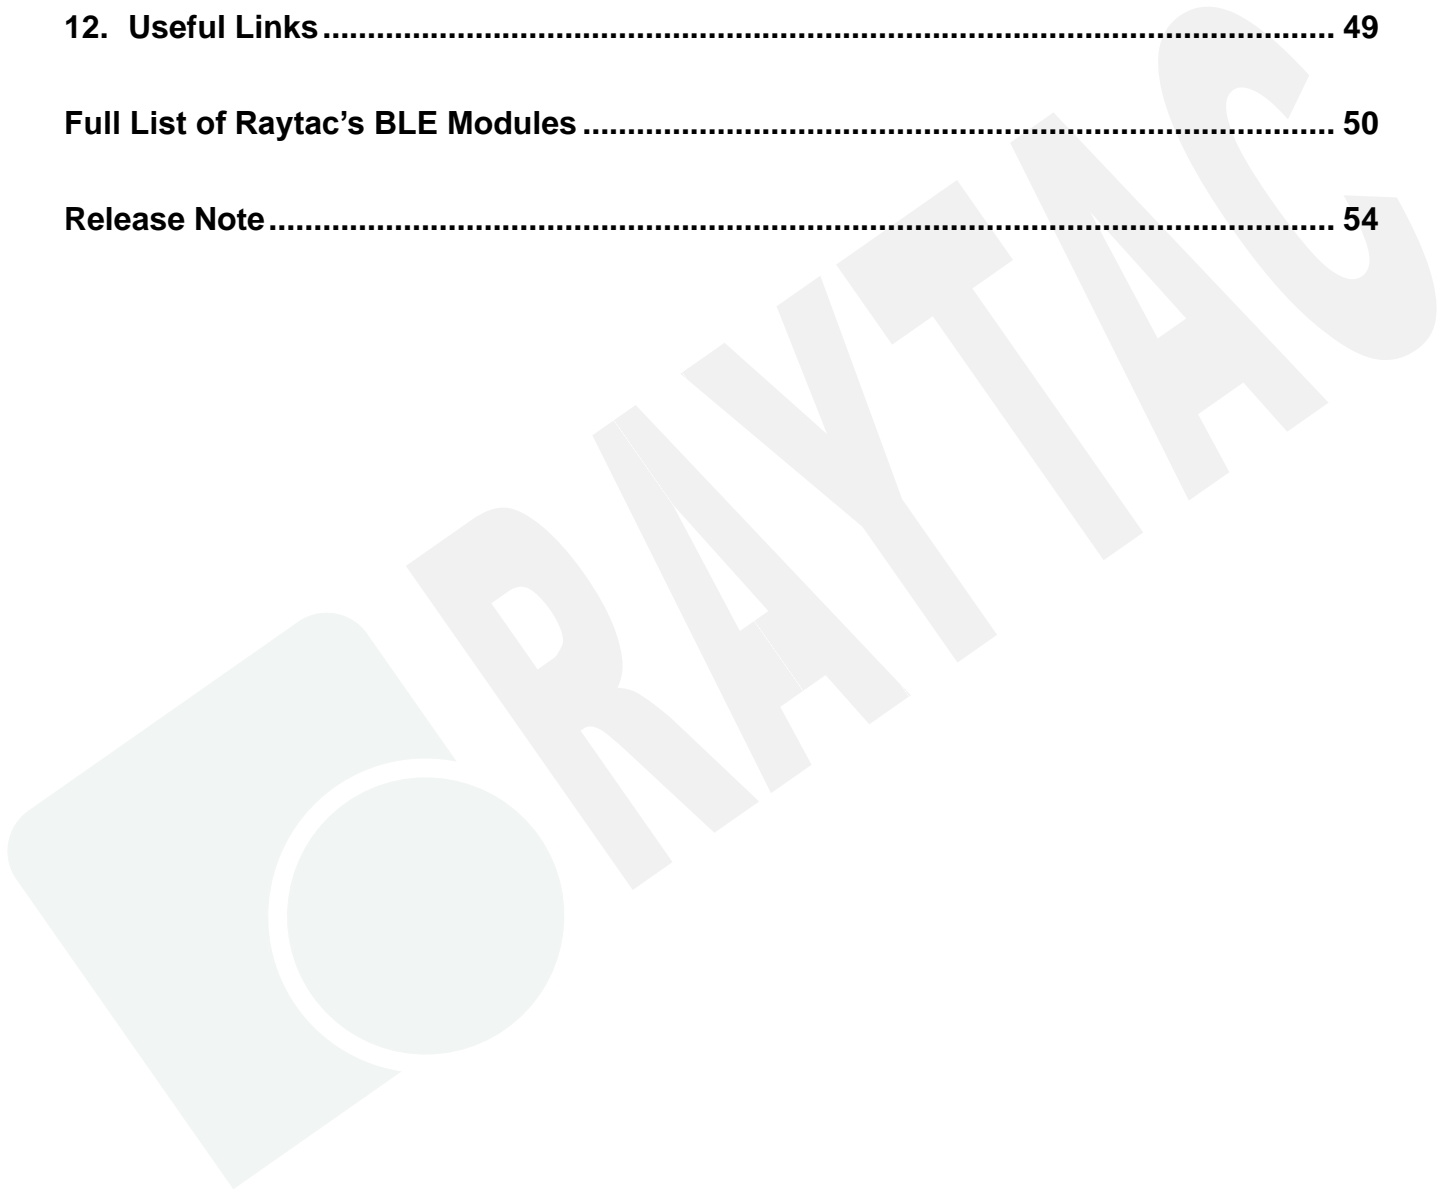 12. Useful Links ........................................................................................................................ 49
Full List of Raytac’s BLE Modules ........................................................................................ 50
Release Note ........................................................................................................................... 54
RAYTAC